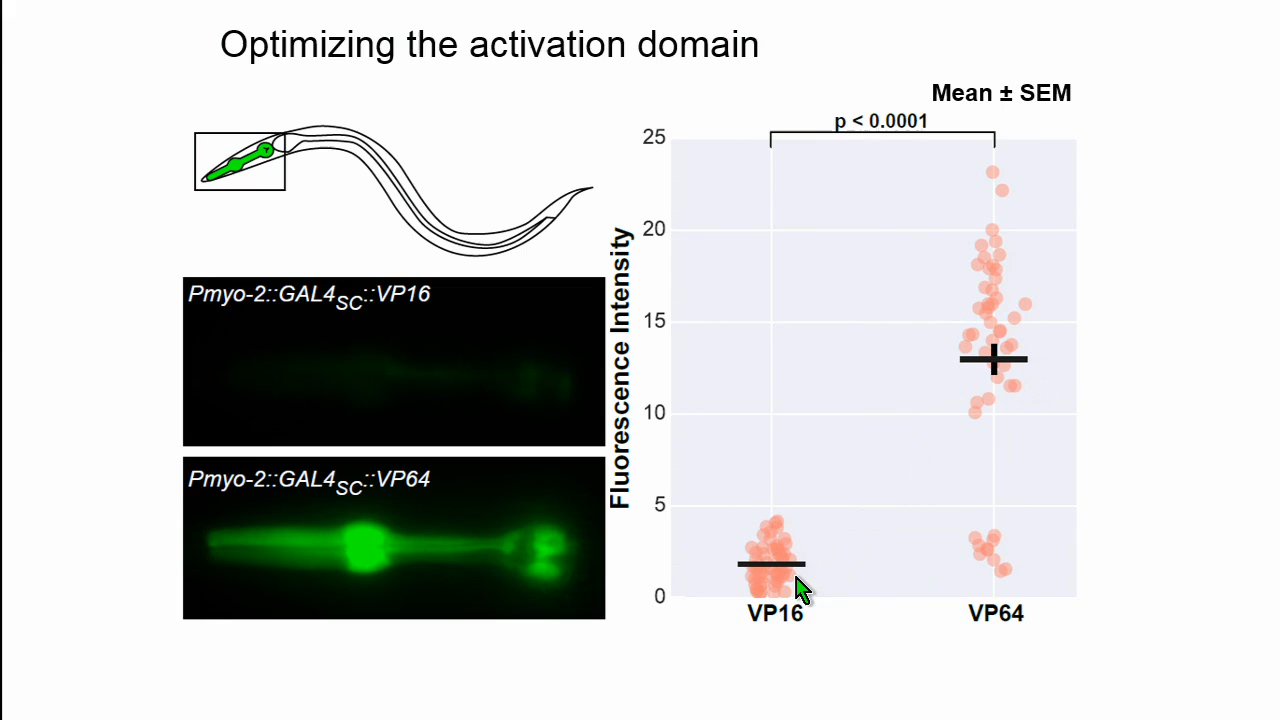 Optimizing the activation domain
Mean ± SEM
p < 0.0001
25
20
15
10
5
0
Fluorescence Intensity
VP16
VP64
Pmyo-2::GAL4SC::VP16
Pmyo-2::GAL4SC::VP64